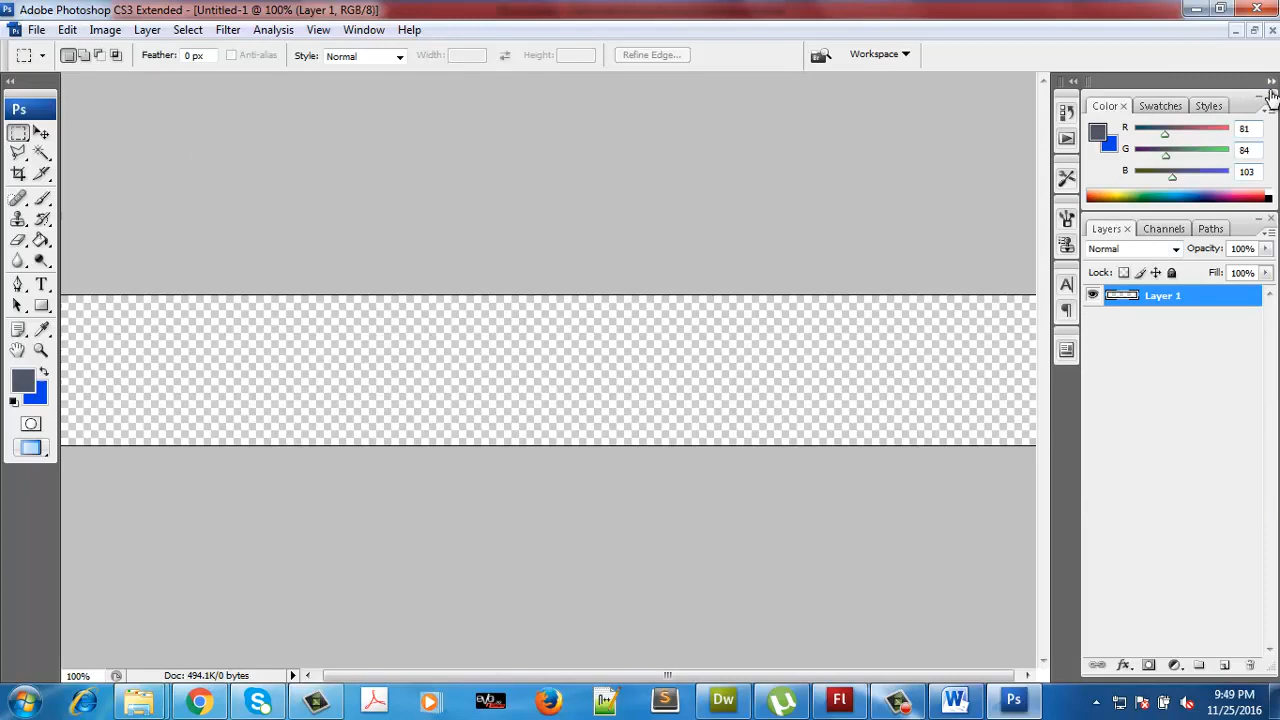 Adobe Photoshop CS3 Extended - [Untitled-1 @ 100% (Layer 1, RGB/8)]
Ps File Edit Image Layer Select Filter Analysis View Window Help
Feather: 0 px Anti-alias Style: Normal Width: Height: Refine Edge... Workspace
Ps
Color Swatches Styles
R 81
G 84
B 103
Layers Channels Paths
Normal Opacity: 100%
Lock: Fill: 100%
Layer 1
T
A
100% Doc: 494.1K/0 bytes
fx
S Dw Fl W Ps
9:49 PM
11/25/2016